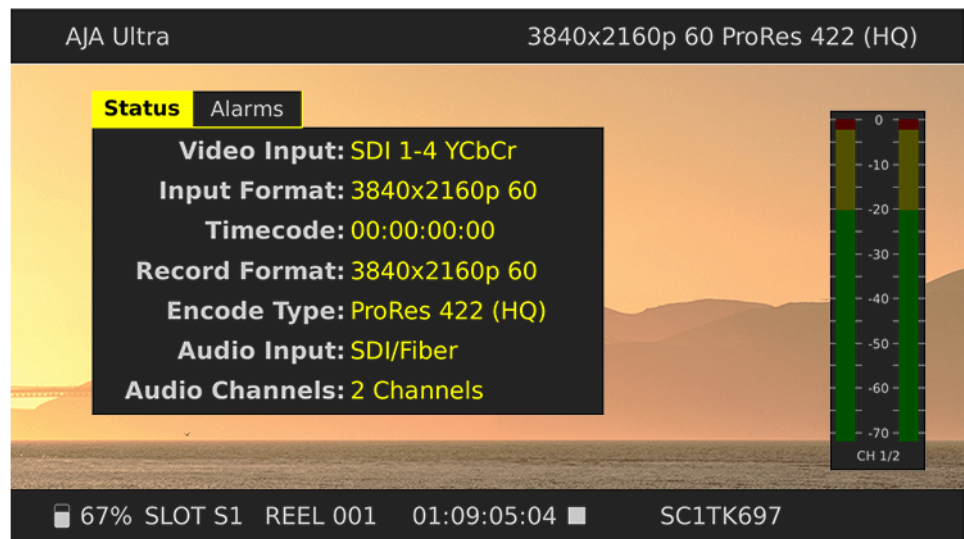 AJA Ultra 3840x2160p 60 ProRes 422 (HQ)
Status Alarms
Video Input: SDI 1-4 YCbCr
Input Format: 3840x2160p 60
Timecode: 00:00:00:00
Record Format: 3840x2160p 60
Encode Type: ProRes 422 (HQ)
Audio Input: SDI/Fiber
Audio Channels: 2 Channels
0
-10
-20
-30
-40
-50
-60
-70
CH 1/2
67% SLOT S1 REEL 001 01:09:05:04 SC1TK697